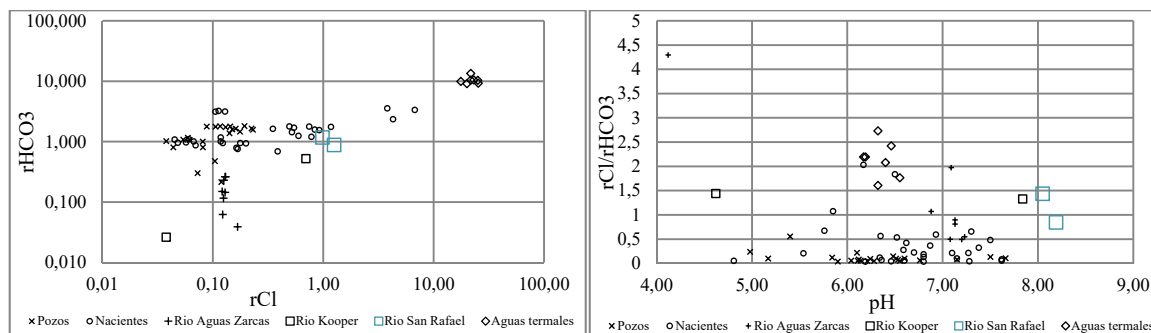 100,000
10,000
1,000
0,100
0,010
rHCO3
0,01 0,10 1,00 10,00 100,00
rCl
Pozos Nacientes Rio Aguas Zarcas Rio Kooper Rio San Rafael Aguas termales
5
4,5
4
3,5
3
2,5
2
1,5
1
0,5
0
rCl/rHCO3
4,00 5,00 6,00 7,00 8,00 9,00
pH
Pozos Nacientes Rio Aguas Zarcas Rio Kooper Rio San Rafael Aguas termales